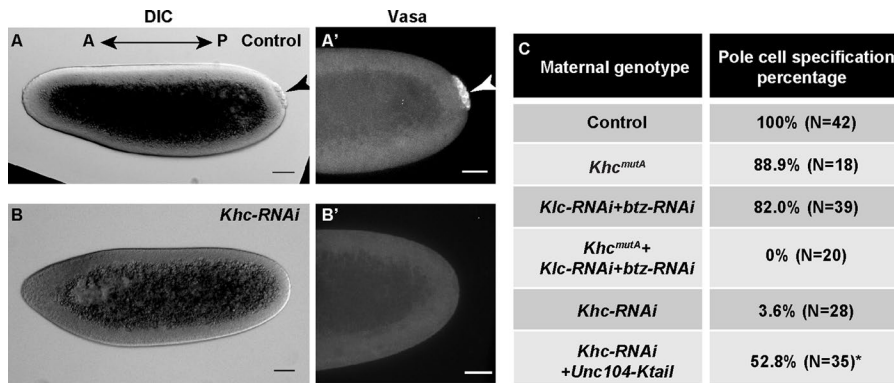 DIC
Vasa
A
A
P
Control
A'
B
Khc-RNAi
B'
C
Maternal genotype
Pole cell specification
percentage
Control
100% (N=42)
Khc^mutA
88.9% (N=18)
Klc-RNAi+btz-RNAi
82.0% (N=39)
Khc^mutA+
Klc-RNAi+btz-RNAi
0% (N=20)
Khc-RNAi
3.6% (N=28)
Khc-RNAi
+Unc104-Ktail
52.8% (N=35)*